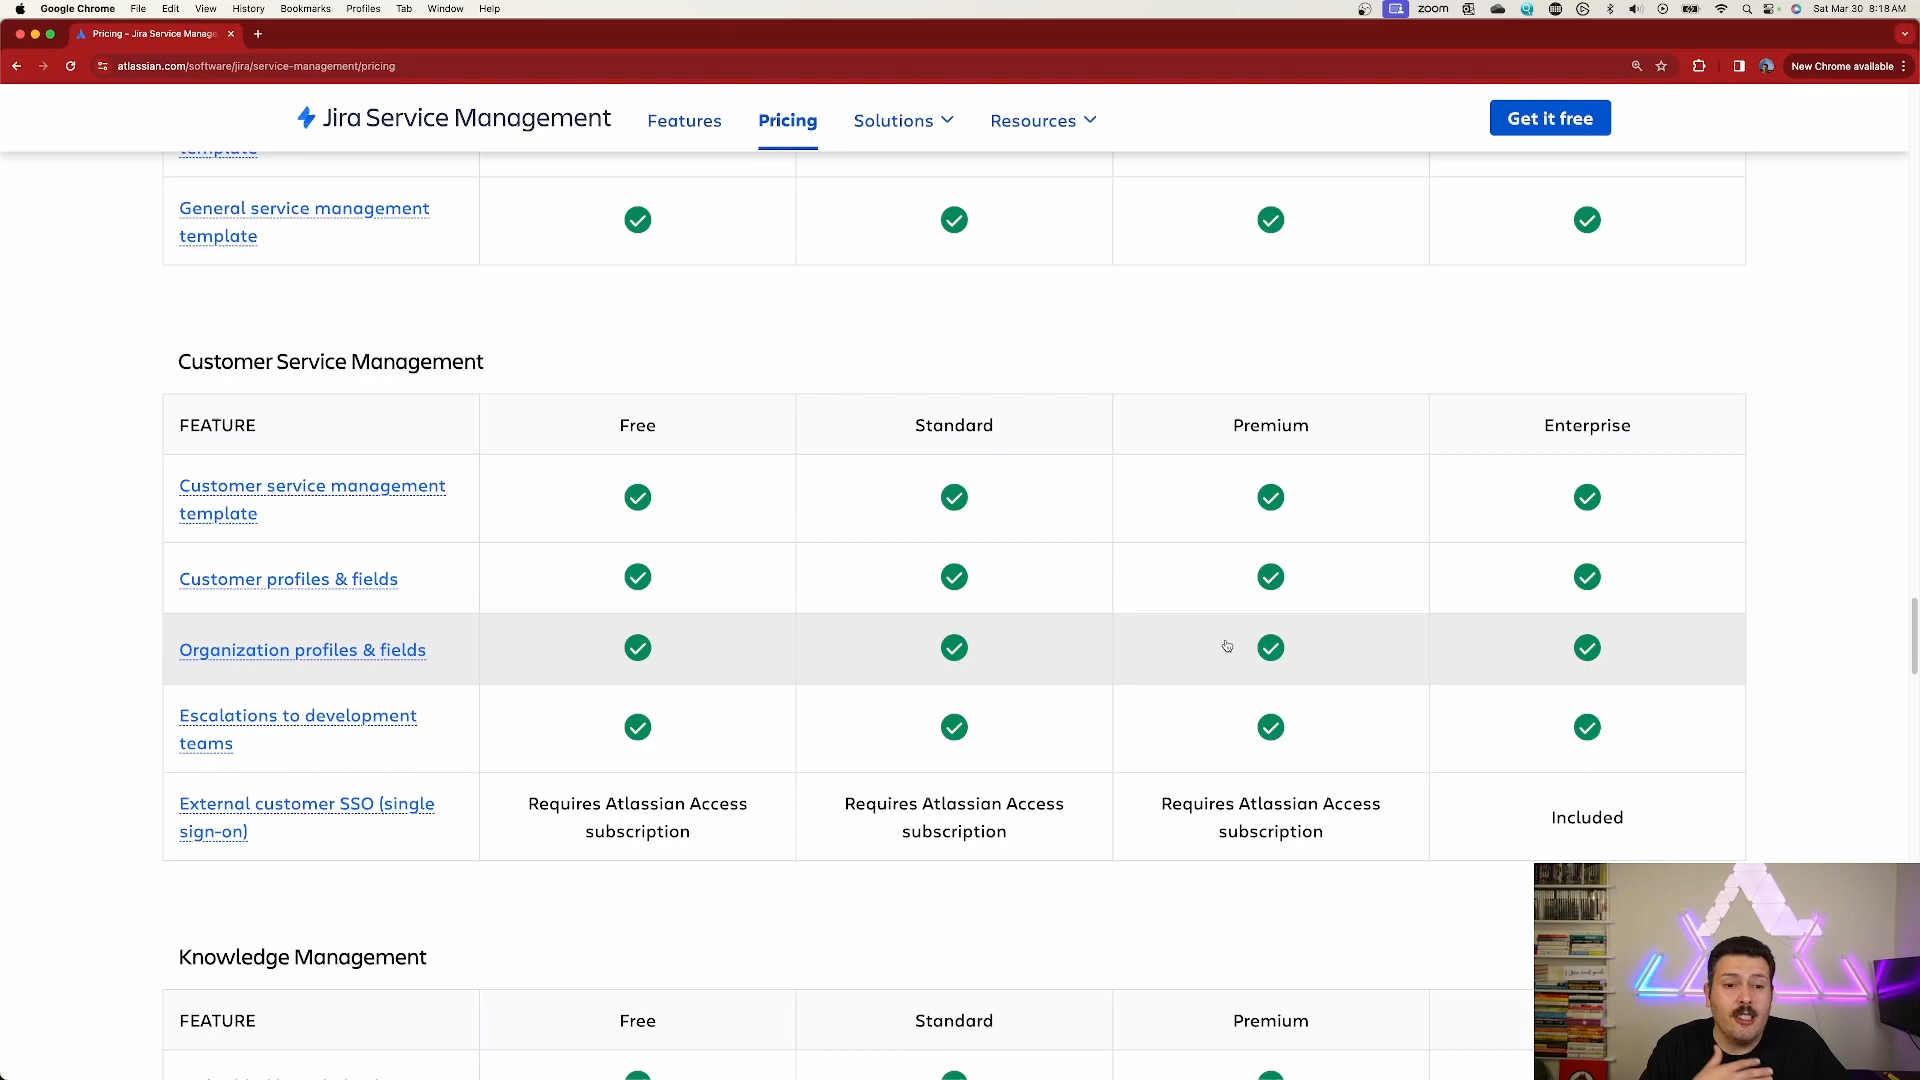 Google Chrome File Edit View History Bookmarks Profiles Tab Window Help
zoom
Sat Mar 30 8:18 AM
Pricing - Jira Service Manage
atlassian.com/software/jira/service-management/pricing
New Chrome available
Jira Service Management
Features
Pricing
Solutions
Resources
Get it free
template
General service management
template
Customer Service Management
FEATURE Free Standard Premium Enterprise
Customer service management
template
Customer profiles & fields
Organization profiles & fields
Escalations to development
teams
External customer SSO (single
sign-on)
Requires Atlassian Access
subscription
Requires Atlassian Access
subscription
Requires Atlassian Access
subscription
Included
Knowledge Management
FEATURE Free Standard Premium